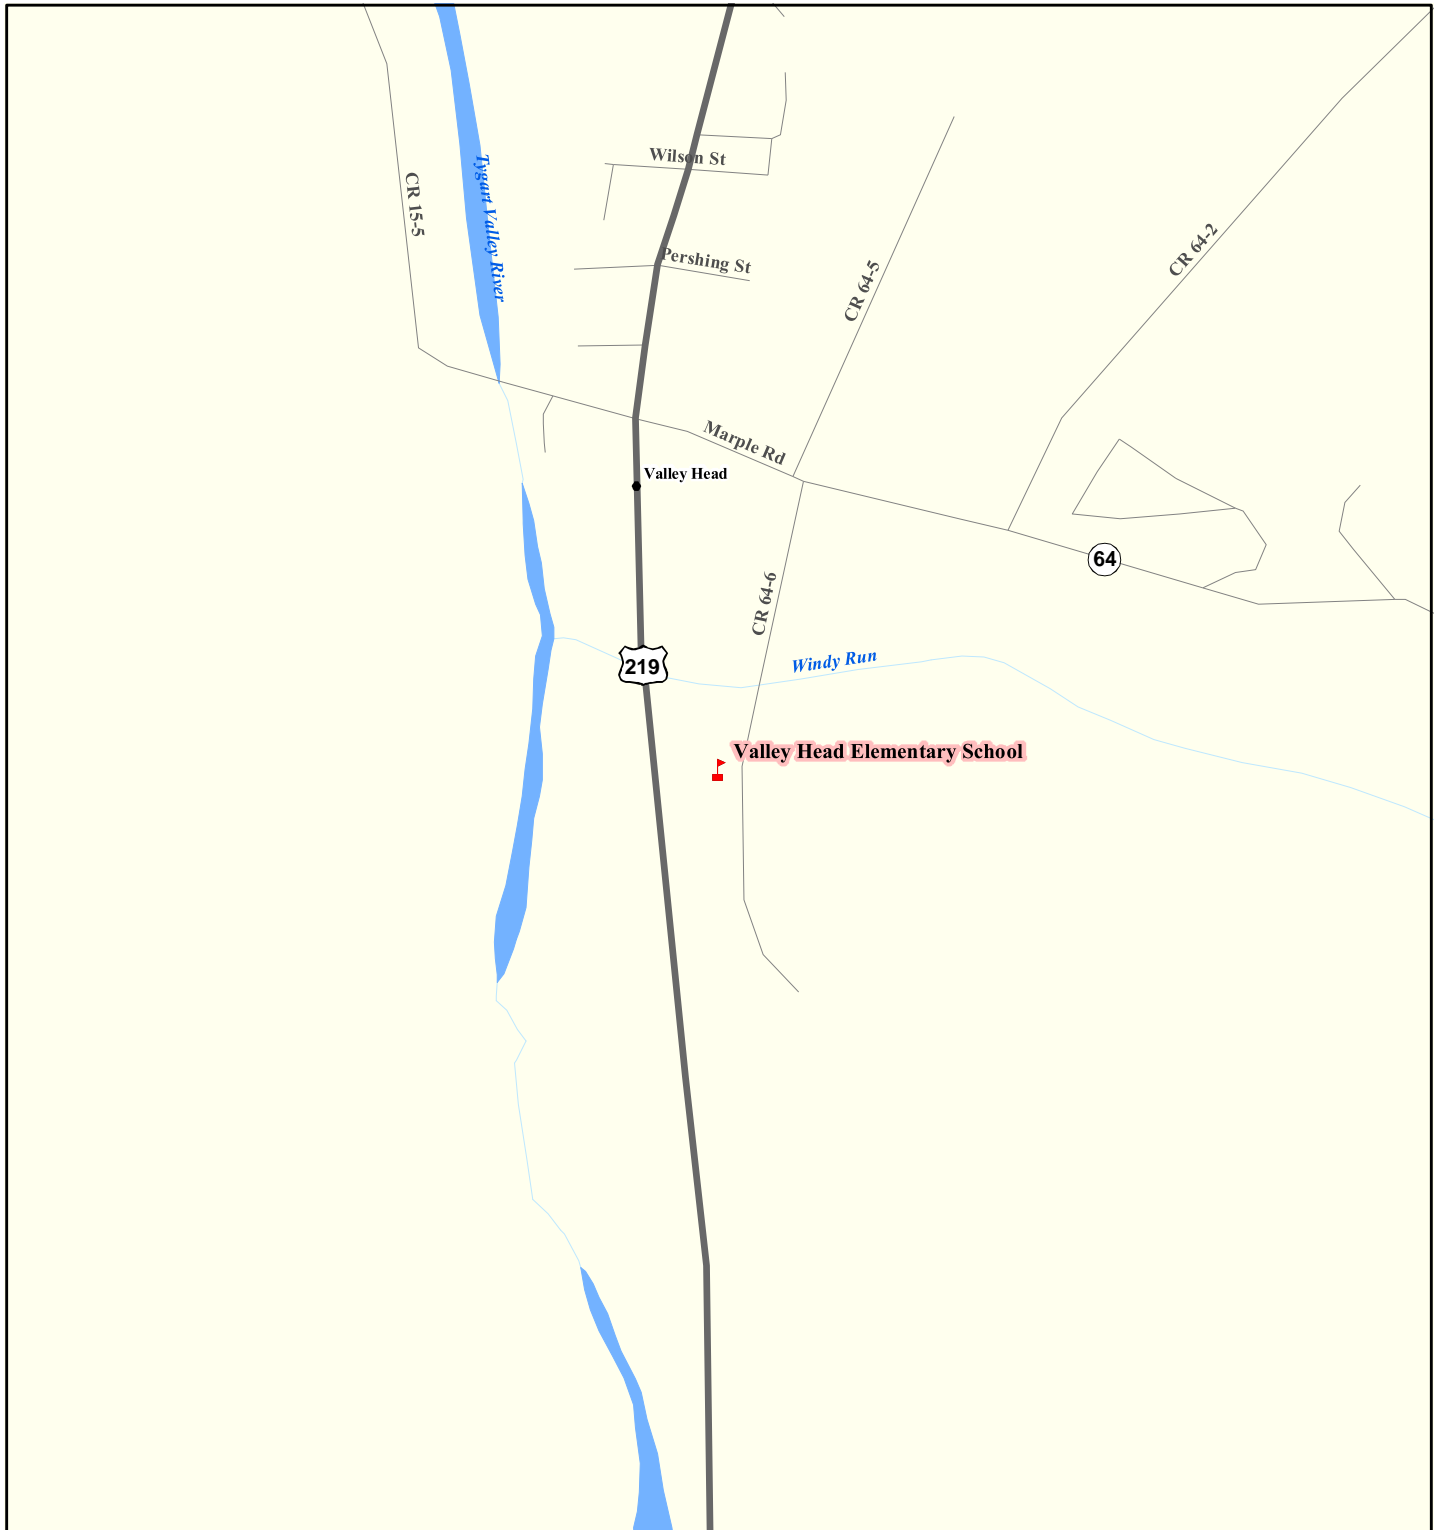 Wilson St
Tygart Valley River
CR 15-5
Pershing St
CR 64-5
CR 64-2
Marple Rd
Valley Head
64
CR 64-6
Windy Run
219
Valley Head Elementary School